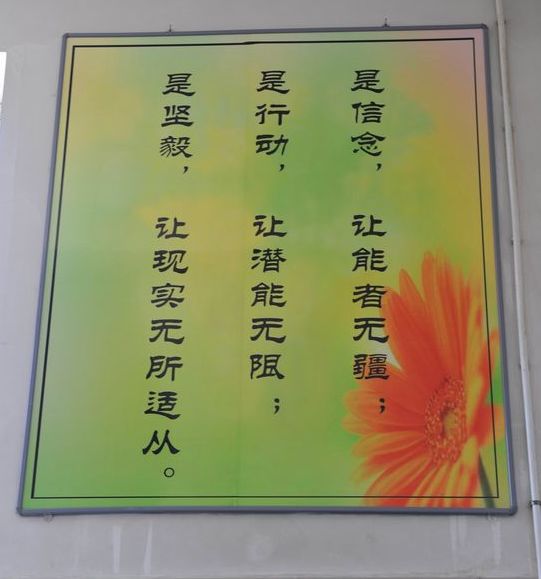 是信念，让能者无疆；
是行动，让潜能无阻；
是坚毅，让现实无所适从。